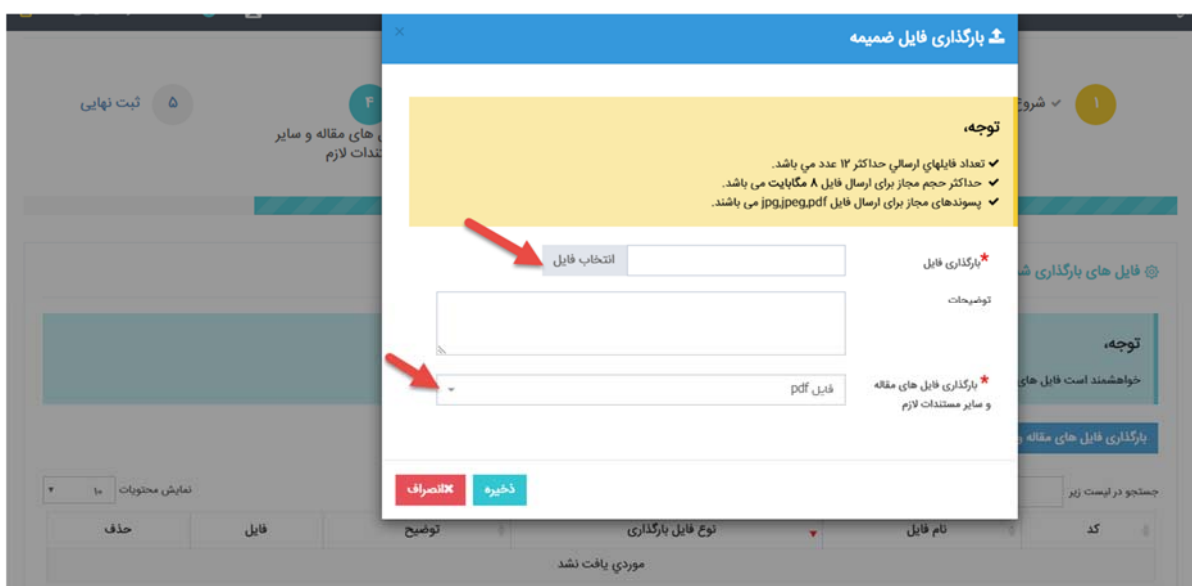 بارگذاری فایل ضمیمه
۱
شروع
۴
۵
ثبت نهایی
های مقاله و سایر
لازم
توجه،
تعداد فایلهاي ارسالي حداکثر ۱۲ عدد مي باشد.
حداکثر حجم مجاز برای ارسال فایل ۸ مگابایت می باشد.
پسوندهای مجاز برای ارسال فایل jpg,jpeg,pdf می باشند.
*بارگذاری فایل
انتخاب فایل
توضیحات
* بارگذاری فایل های مقاله
و سایر مستندات لازم
فایل pdf
ذخیره
انصراف
فایل های بارگذاری
توجه،
خواهشمند است فایل های
بارگذاری فایل های مقاله و
جستجو در لیست زیر
نمایش محتویات
۱۰
کد
نام فایل
نوع فایل بارگذاری
توضیح
فایل
حذف
موردي یافت نشد